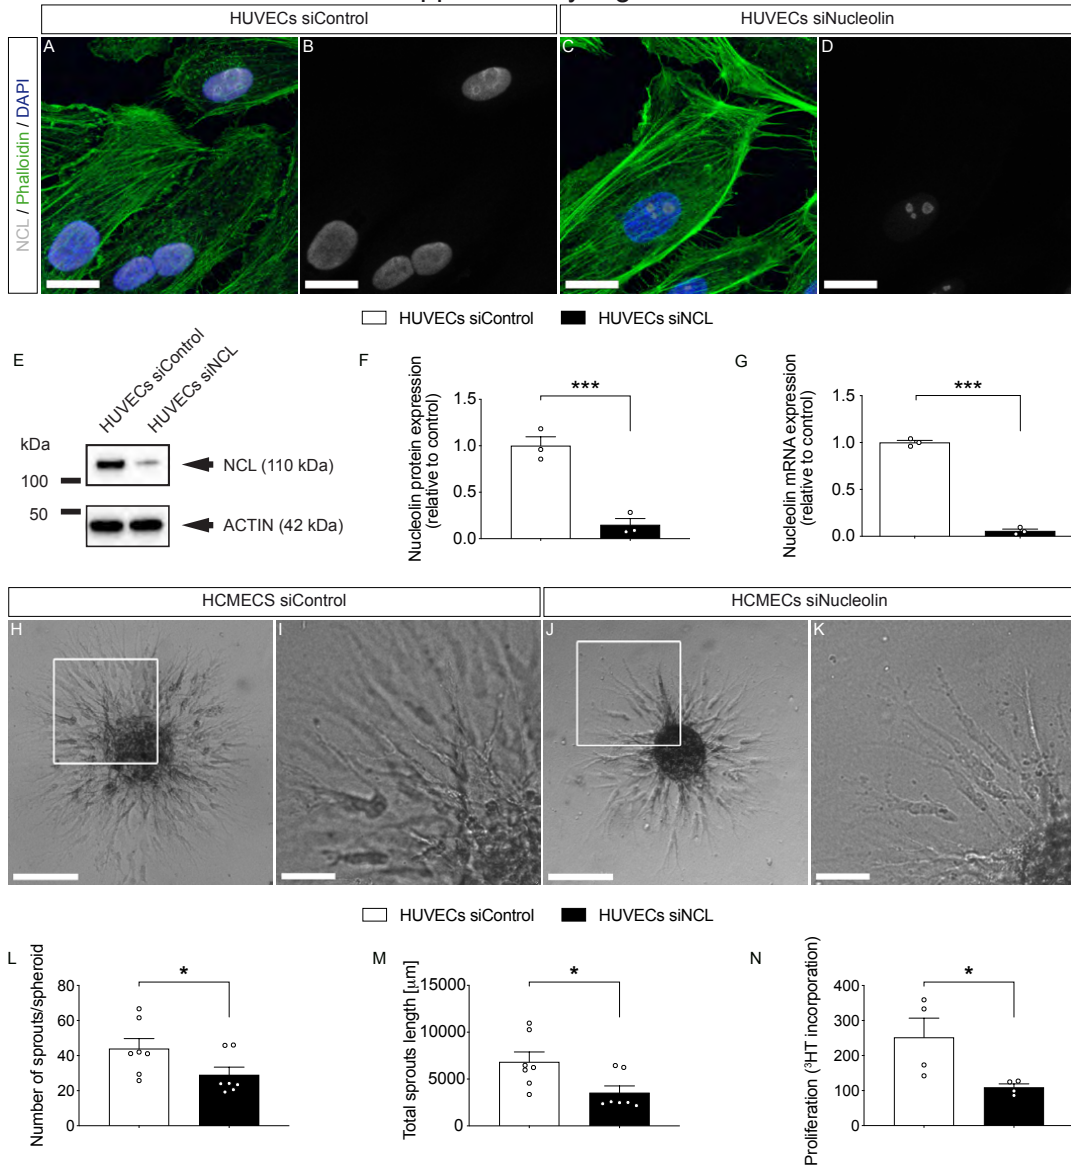 HUVECs siControl
HUVECs siNucleolin
NCL / Phalloidin / DAPI
A
B
C
D
HUVECs siControl
HUVECs siNCL
E
HUVECs siControl
HUVECs siNCL
kDa
100
50
NCL (110 kDa)
ACTIN (42 kDa)
F
Nucleolin protein expression
(relative to control)
1.5
1.0
0.5
0.0
***
G
Nucleolin mRNA expression
(relative to control)
1.5
1.0
0.5
0.0
***
HCMECS siControl
HCMECs siNucleolin
H
I
J
K
HUVECs siControl
HUVECs siNCL
L
Number of sprouts/spheroid
80
60
40
20
0
*
M
Total sprouts length [µm]
15000
10000
5000
0
*
N
Proliferation (³HT incorporation)
400
300
200
100
0
*